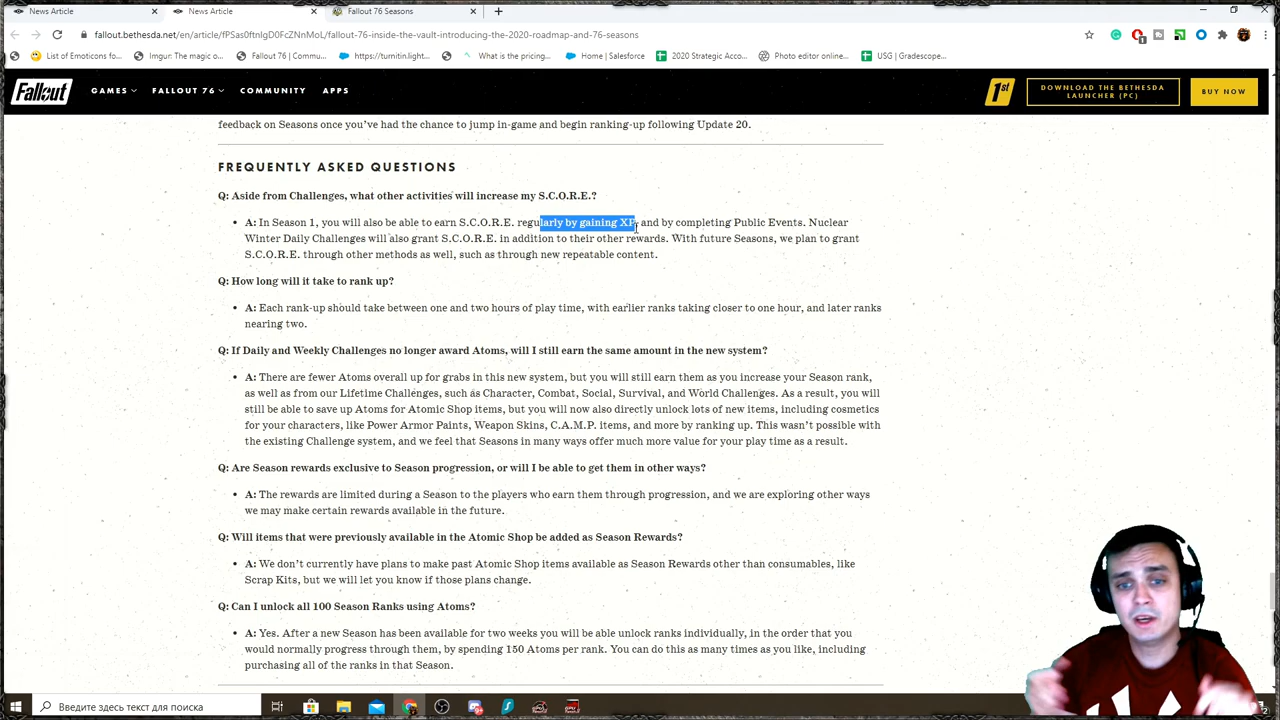 News Article
News Article
Fallout 76 Seasons
fallout.bethesda.net/en/article/fPSas0ftnlgD0FcZNnMoL/fallout-76-inside-the-vault-introducing-the-2020-roadmap-and-76-seasons
List of Emoticons fo...
Imgur: The magic o...
Fallout 76 | Commu...
https://turnitin.light...
What is the pricing...
Home | Salesforce
2020 Strategic Acco...
Photo editor online...
USG | Gradescope...
Fallout
GAMES
FALLOUT 76
COMMUNITY
APPS
1st
DOWNLOAD THE BETHESDA
LAUNCHER (PC)
BUY NOW
feedback on Seasons once you've had the chance to jump in-game and begin ranking-up following Update 20.
FREQUENTLY ASKED QUESTIONS
Q: Aside from Challenges, what other activities will increase my S.C.O.R.E.?
A: In Season 1, you will also be able to earn S.C.O.R.E. regularly by gaining XP, and by completing Public Events. Nuclear
Winter Daily Challenges will also grant S.C.O.R.E. in addition to their other rewards. With future Seasons, we plan to grant
S.C.O.R.E. through other methods as well, such as through new repeatable content.
Q: How long will it take to rank up?
A: Each rank-up should take between one and two hours of play time, with earlier ranks taking closer to one hour, and later ranks
nearing two.
Q: If Daily and Weekly Challenges no longer award Atoms, will I still earn the same amount in the new system?
A: There are fewer Atoms overall up for grabs in this new system, but you will still earn them as you increase your Season rank,
as well as from our Lifetime Challenges, such as Character, Combat, Social, Survival, and World Challenges. As a result, you will
still be able to save up Atoms for Atomic Shop items, but you will now also directly unlock lots of new items, including cosmetics
for your characters, like Power Armor Paints, Weapon Skins, C.A.M.P. items, and more by ranking up. This wasn't possible with
the existing Challenge system, and we feel that Seasons in many ways offer much more value for your play time as a result.
Q: Are Season rewards exclusive to Season progression, or will I be able to get them in other ways?
A: The rewards are limited during a Season to the players who earn them through progression, and we are exploring other ways
we may make certain rewards available in the future.
Q: Will items that were previously available in the Atomic Shop be added as Season Rewards?
A: We don't currently have plans to make past Atomic Shop items available as Season Rewards other than consumables, like
Scrap Kits, but we will let you know if those plans change.
Q: Can I unlock all 100 Season Ranks using Atoms?
A: Yes. After a new Season has been available for two weeks you will be able unlock ranks individually, in the order that you
would normally progress through them, by spending 150 Atoms per rank. You can do this as many times as you like, including
purchasing all of the ranks in that Season.
Введите здесь текст для поиска